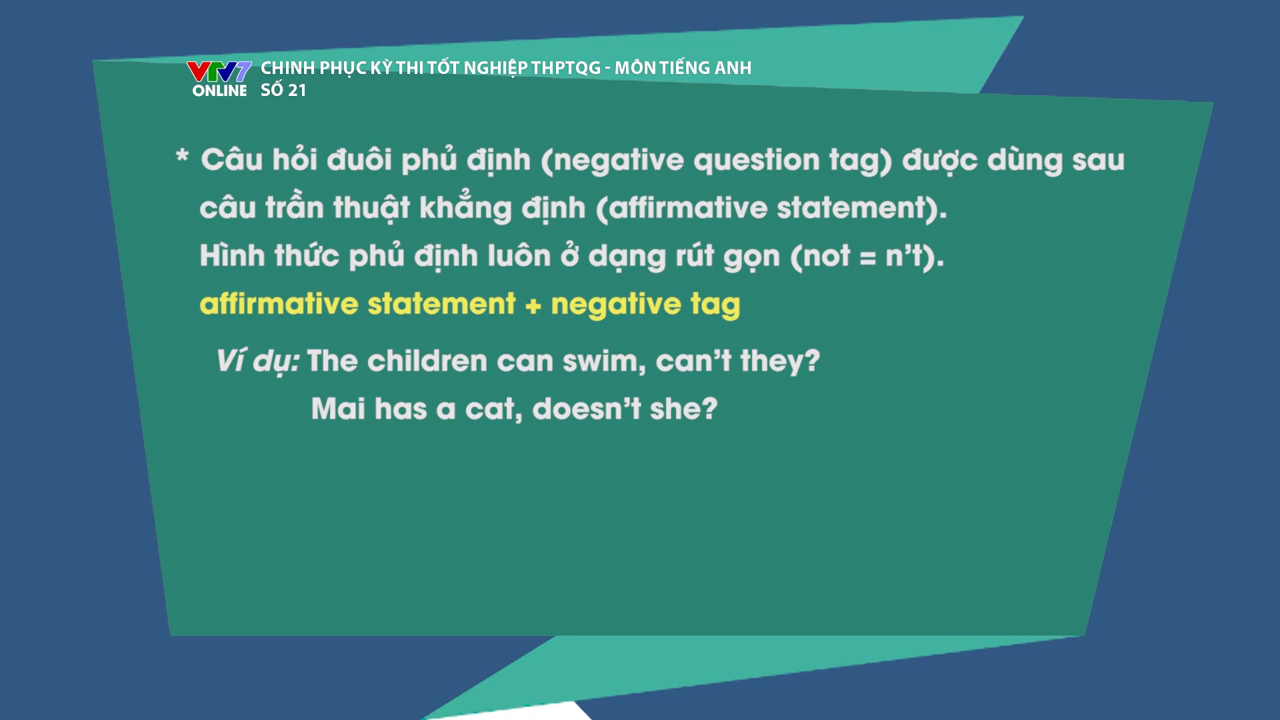 VTV7
ONLINE
CHINH PHỤC KỲ THI TỐT NGHIỆP THPTQG - MÔN TIẾNG ANH
SỐ 21
* Câu hỏi đuôi phủ định (negative question tag) được dùng sau
câu trần thuật khẳng định (affirmative statement).
Hình thức phủ định luôn ở dạng rút gọn (not = n’t).
affirmative statement + negative tag
Ví dụ: The children can swim, can’t they?
Mai has a cat, doesn’t she?